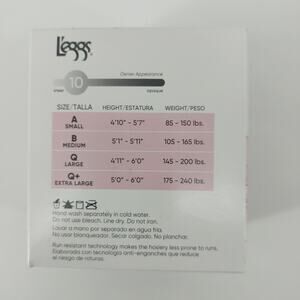 L'eggs
Denier Appearance
10
sheer
opaque
SIZE/TALLA HEIGHT/ESTATURA WEIGHT/PESO
A
SMALL
4'10" - 5'7"
85 - 150 lbs.
B
MEDIUM
5'1" - 5'11"
105 - 165 lbs.
Q
LARGE
4'11" - 6'0"
145 - 200 lbs.
Q+
EXTRA LARGE
5'0" - 6'0"
175 - 240 lbs.
Hand wash separately in cold water.
Do not use bleach. Line dry. Do not iron.
Lavar a mano por separado en agua fría.
No usar blanqueador. Secar colgado. No planchar.
Run resistant technology makes the hosiery less prone to runs.
Elaborada con tecnología anti-enganches que reduce
el riesgo de roturas.